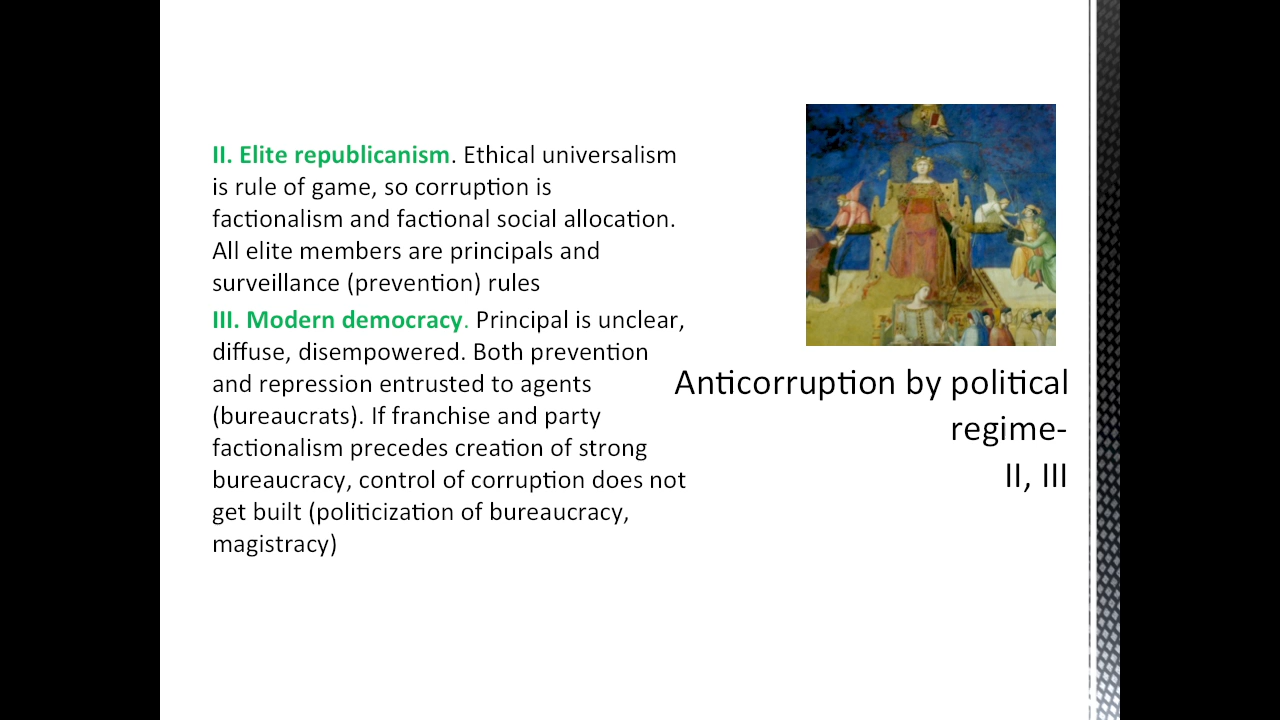 II. Elite republicanism. Ethical universalism
is rule of game, so corruption is
factionalism and factional social allocation.
All elite members are principals and
surveillance (prevention) rules
III. Modern democracy. Principal is unclear,
diffuse, disempowered. Both prevention
and repression entrusted to agents
(bureaucrats). If franchise and party
factionalism precedes creation of strong
bureaucracy, control of corruption does not
get built (politicization of bureaucracy,
magistracy)
Anticorruption by political
regime-
II, III